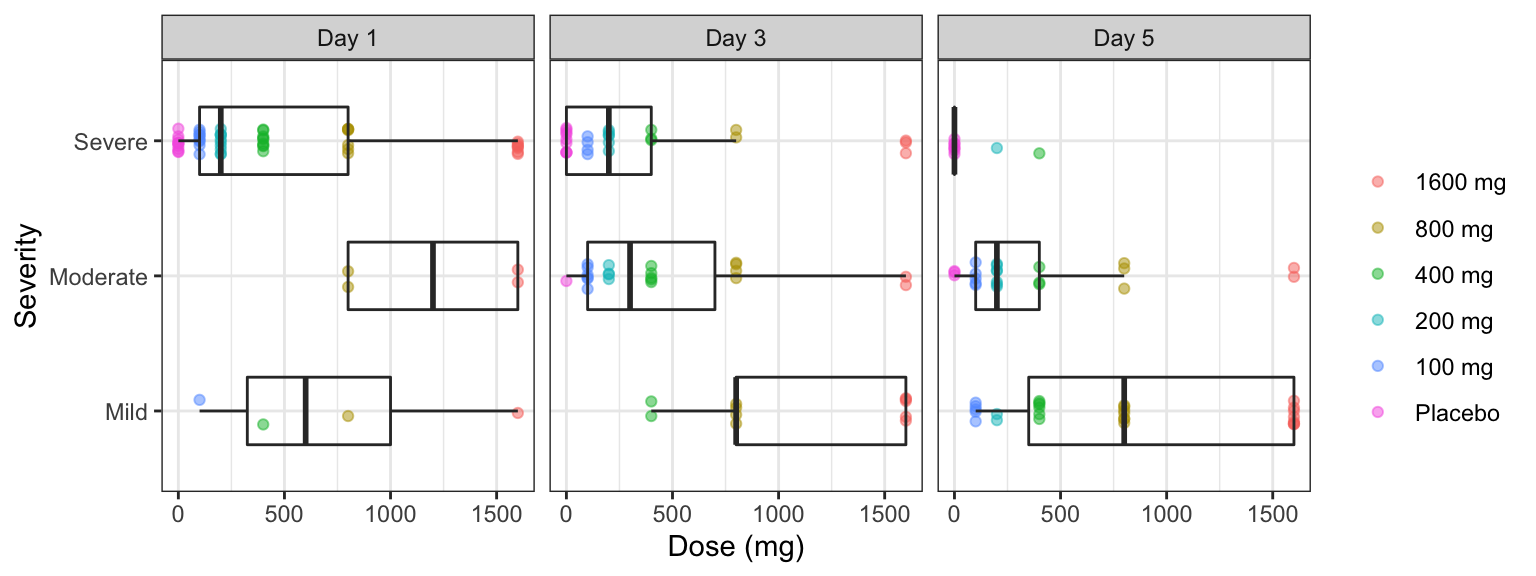 Day 1 Day 3 Day 5
Severity
Severe
Moderate
Mild
0 500 1000 1500 0 500 1000 1500 0 500 1000 1500
Dose (mg)
1600 mg
800 mg
400 mg
200 mg
100 mg
Placebo